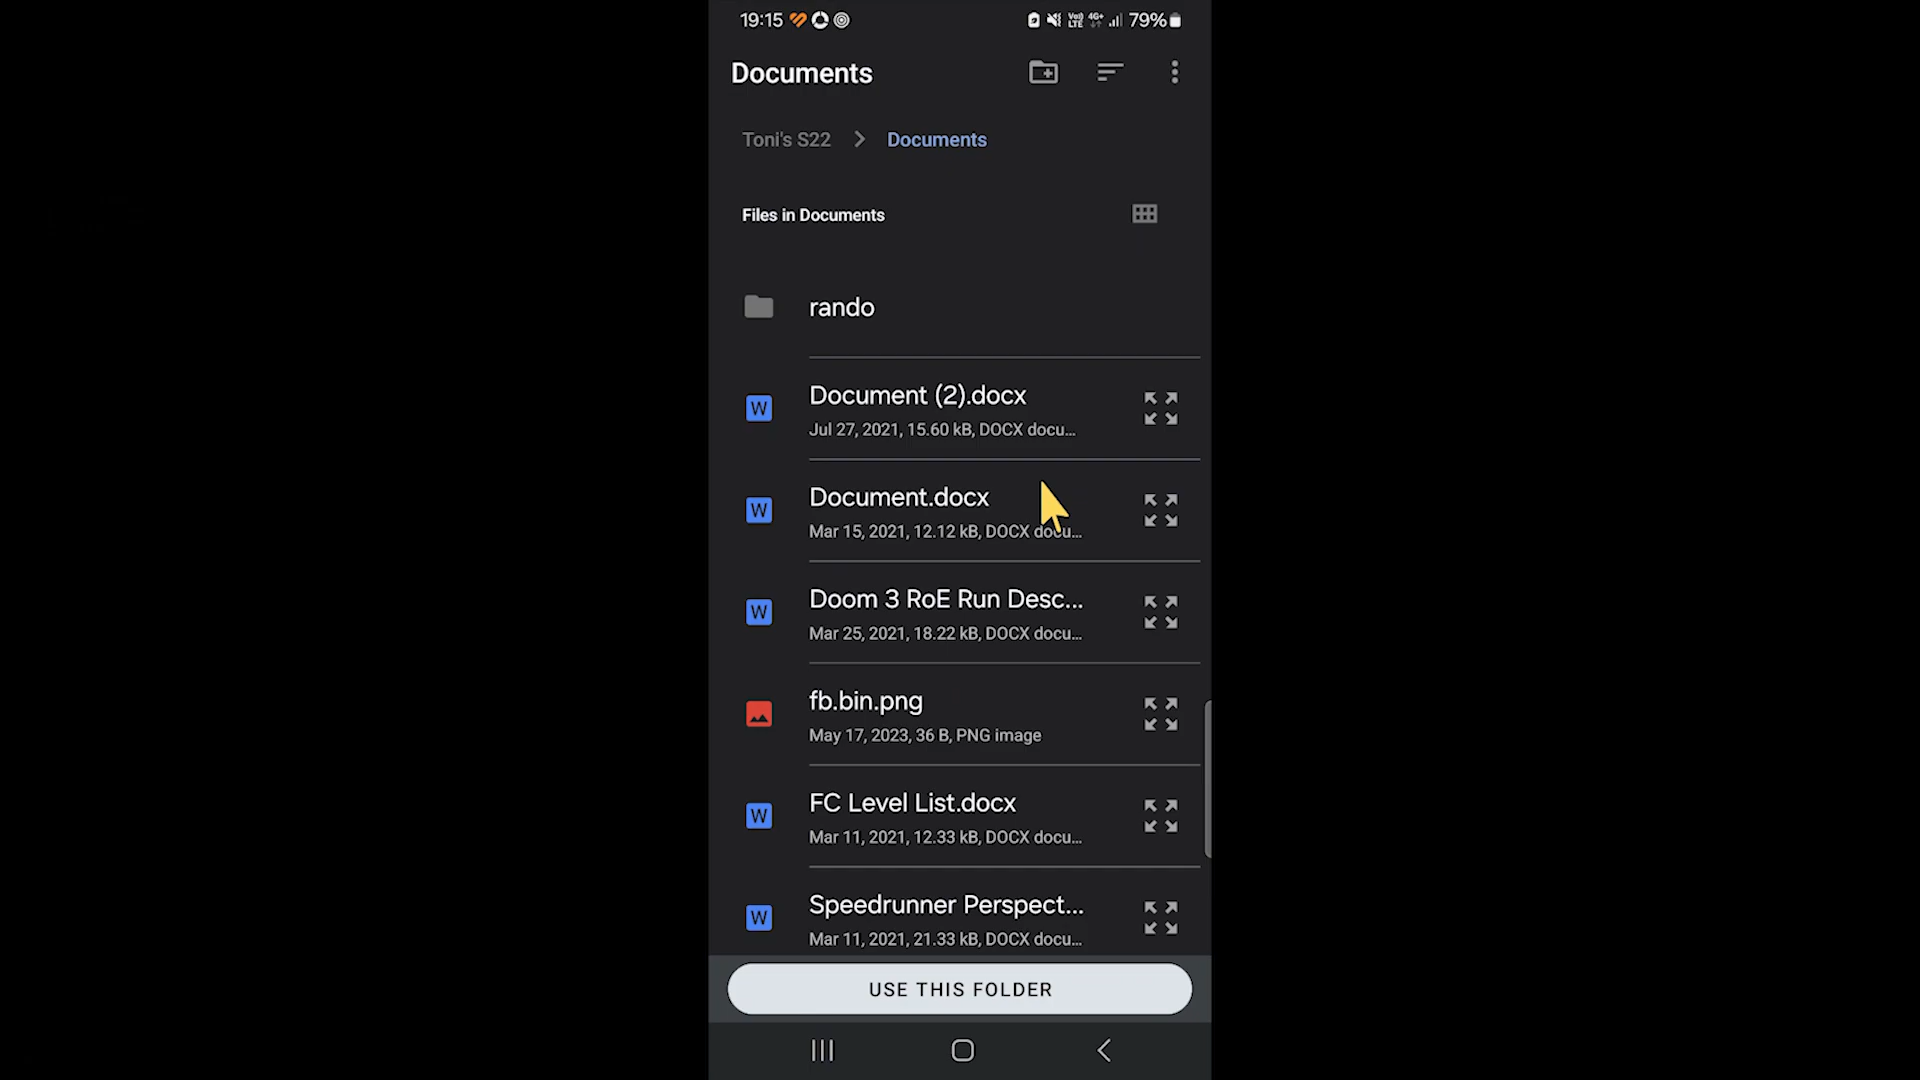 19:15 Vo) LTE 4G+ 79%
Documents
Toni's S22 > Documents
Files in Documents
rando
W Document (2).docx
Jul 27, 2021, 15.60 kB, DOCX docu...
W Document.docx
Mar 15, 2021, 12.12 kB, DOCX docu...
W Doom 3 RoE Run Desc...
Mar 25, 2021, 18.22 kB, DOCX docu...
fb.bin.png
May 17, 2023, 36 B, PNG image
W FC Level List.docx
Mar 11, 2021, 12.33 kB, DOCX docu...
W Speedrunner Perspect...
Mar 11, 2021, 21.33 kB, DOCX docu...
USE THIS FOLDER